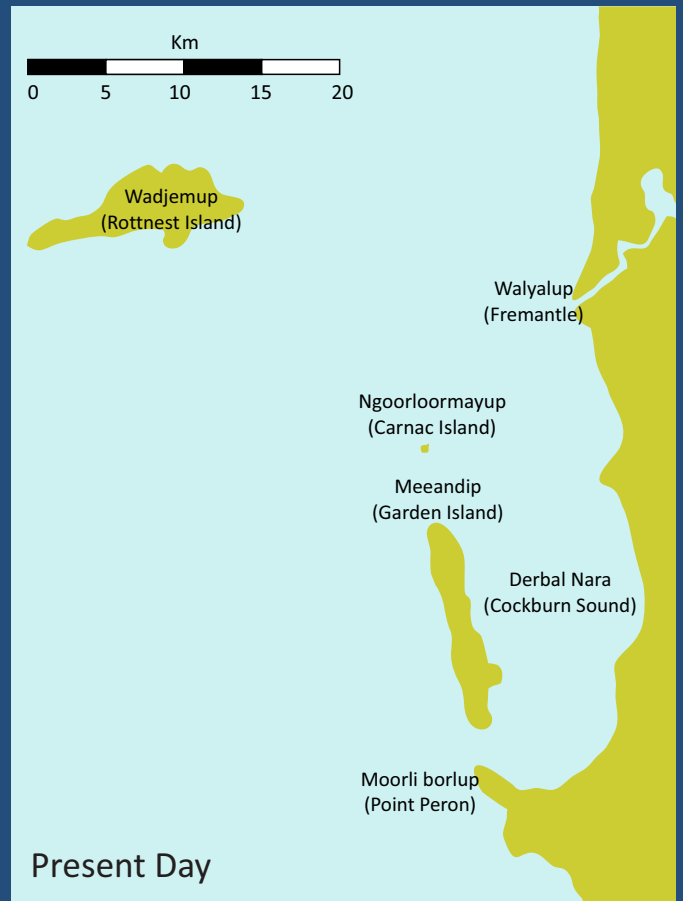 Km
0 5 10 15 20
Wadjemup
(Rottnest Island)
Walyalup
(Fremantle)
Ngoorloormayup
(Carnac Island)
Meeandip
(Garden Island)
Derbal Nara
(Cockburn Sound)
Moorli borlup
(Point Peron)
Present Day